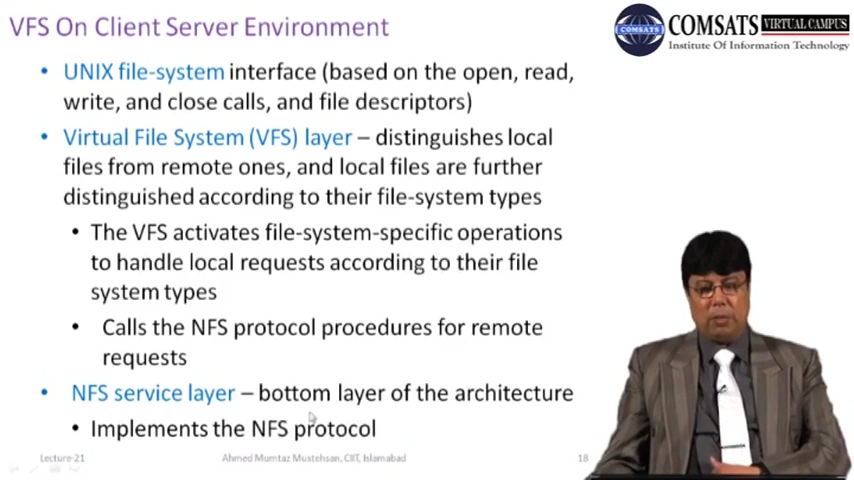 VFS On Client Server Environment
COMSATS
COMSATS VIRTUAL CAMPUS
Institute Of Information Technology
• UNIX file-system interface (based on the open, read,
write, and close calls, and file descriptors)
• Virtual File System (VFS) layer – distinguishes local
files from remote ones, and local files are further
distinguished according to their file-system types
• The VFS activates file-system-specific operations
to handle local requests according to their file
system types
• Calls the NFS protocol procedures for remote
requests
• NFS service layer – bottom layer of the architecture
• Implements the NFS protocol
Lecture-21 Ahmed Mumtaz Mustehsan, CIIT, Islamabad 18